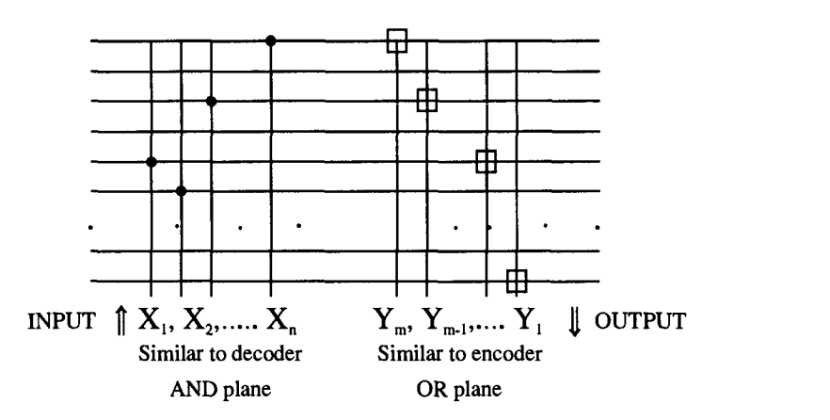 INPUT ⇑ X₁, X₂,..... Xₙ Yₘ, Yₘ₋₁,.... Y₁ ⇓ OUTPUT
Similar to decoder Similar to encoder
AND plane OR plane